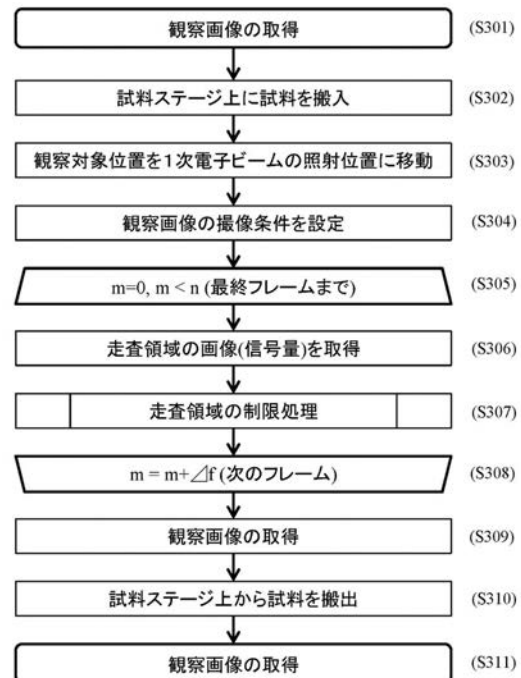 観察画像の取得 (S301)
試料ステージ上に試料を搬入 (S302)
観察対象位置を1次電子ビームの照射位置に移動 (S303)
観察画像の撮像条件を設定 (S304)
m=0, m < n (最終フレームまで) (S305)
走査領域の画像(信号量)を取得 (S306)
走査領域の制限処理 (S307)
m = m+⊿f (次のフレーム) (S308)
観察画像の取得 (S309)
試料ステージ上から試料を搬出 (S310)
観察画像の取得 (S311)